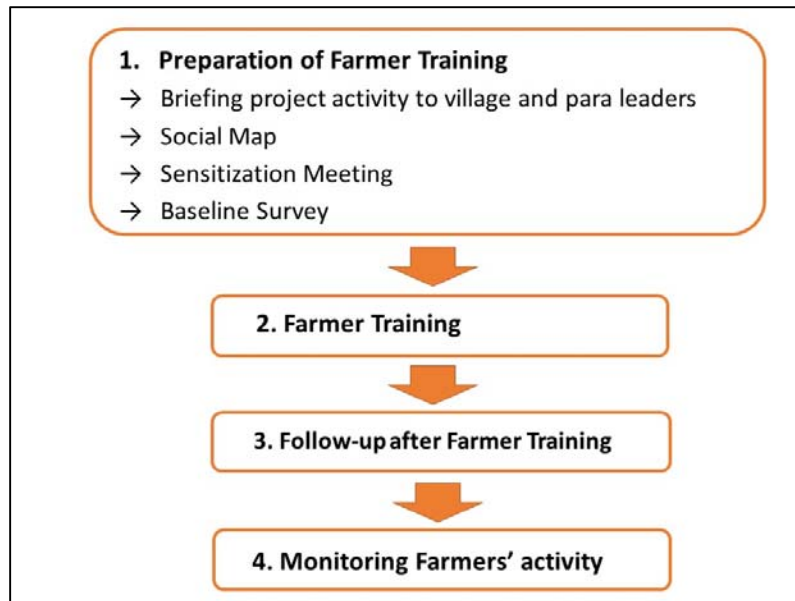 1. Preparation of Farmer Training
→ Briefing project activity to village and para leaders
→ Social Map
→ Sensitization Meeting
→ Baseline Survey
2. Farmer Training
3. Follow-up after Farmer Training
4. Monitoring Farmers’ activity